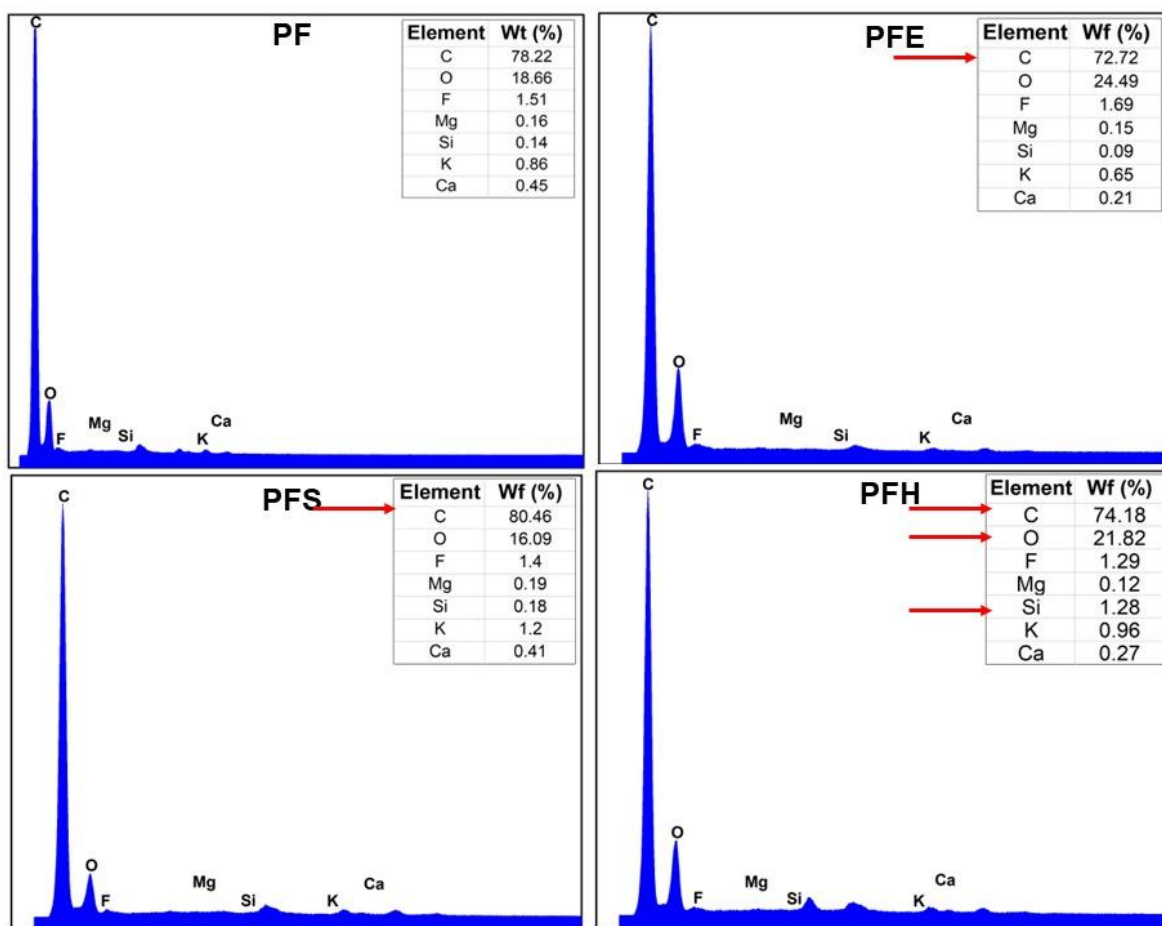 PF
C
Element Wt (%)
C 78.22
O 18.66
F 1.51
Mg 0.16
Si 0.14
K 0.86
Ca 0.45
O
F
Mg
Si
K
Ca
PFE
C
Element Wf (%)
C 72.72
O 24.49
F 1.69
Mg 0.15
Si 0.09
K 0.65
Ca 0.21
O
F
Mg
Si
K
Ca
PFS
C
Element Wf (%)
C 80.46
O 16.09
F 1.4
Mg 0.19
Si 0.18
K 1.2
Ca 0.41
O
F
Mg
Si
K
Ca
PFH
C
Element Wf (%)
C 74.18
O 21.82
F 1.29
Mg 0.12
Si 1.28
K 0.96
Ca 0.27
O
F
Mg
Si
K
Ca